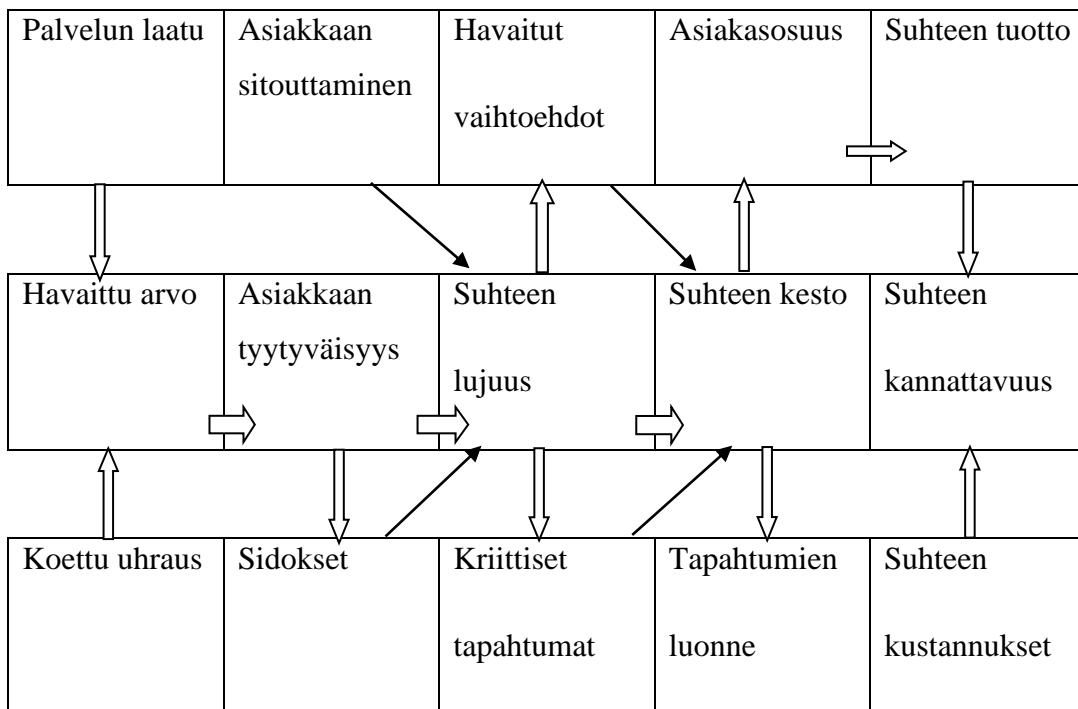 Palvelun laatu
Asiakkaan
sitouttaminen
Havaitut
vaihtoehdot
Asiakasosuus
Suhteen tuotto
Havaittu arvo
Asiakkaan
tyytyväisyys
Suhteen
lujuus
Suhteen kesto
Suhteen
kannattavuus
Koettu uhraus
Sidokset
Kriittiset
tapahtumat
Tapahtumien
luonne
Suhteen
kustannukset